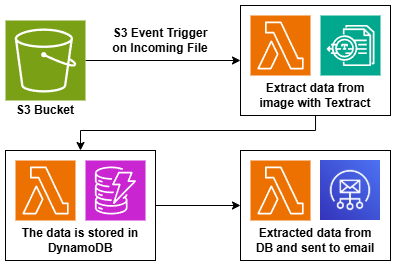 S3 Event Trigger
on Incoming File
S3 Bucket
Extract data from
image with Textract
The data is stored in
DynamoDB
Extracted data from
DB and sent to email